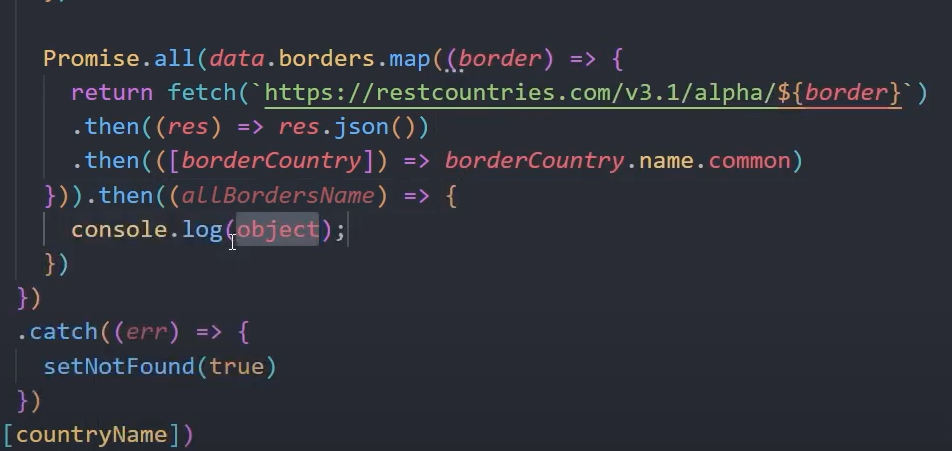 Promise.all(data.borders.map((border) => {
return fetch(`https://restcountries.com/v3.1/alpha/${border}`)
.then((res) => res.json())
.then(([borderCountry]) => borderCountry.name.common)
})).then((allBordersName) => {
console.log(object);
})
})
.catch((err) => {
setNotFound(true)
})
[countryName])